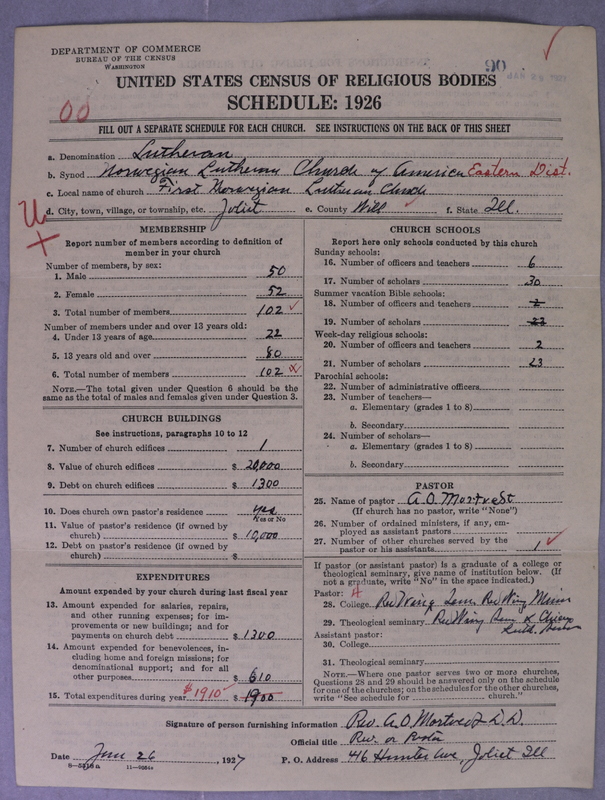 DEPARTMENT OF COMMERCE
BUREAU OF THE CENSUS
WASHINGTON
90
UNITED STATES CENSUS OF RELIGIOUS BODIES
SCHEDULE: 1926
00
FILL OUT A SEPARATE SCHEDULE FOR EACH CHURCH. SEE INSTRUCTIONS ON THE BACK OF THIS SHEET
a. Denomination Lutheran
b. Synod Norwegian Lutheran Church of America Eastern Dist.
c. Local name of church First Norwegian Lutheran Church
d. City, town, village, or township, etc. Joliet e. County Will f. State Ill.
MEMBERSHIP
Report number of members according to definition of member in your church
Number of members, by sex:
1. Male 50
2. Female 52
3. Total number of members 102
Number of members under and over 13 years old:
4. Under 13 years of age 22
5. 13 years old and over 80
6. Total number of members 102
NOTE.—The total given under Question 6 should be the
same as the total of males and females given under Question 3.
CHURCH BUILDINGS
See instructions, paragraphs 10 to 12
7. Number of church edifices 1
8. Value of church edifices $ 20,000
9. Debt on church edifices $ 1300
10. Does church own pastor's residence yes
Yes or No
11. Value of pastor's residence (if owned by
church) $ 10,000
12. Debt on pastor's residence (if owned by
church) $
EXPENDITURES
Amount expended by your church during last fiscal year
13. Amount expended for salaries, repairs,
and other running expenses; for im-
provements or new buildings; and for
payments on church debt $ 1300
14. Amount expended for benevolences, in-
cluding home and foreign missions; for
denominational support; and for all
other purposes $ 610
15. Total expenditures during year $1910 $ 1900
CHURCH SCHOOLS
Report here only schools conducted by this church
Sunday schools:
16. Number of officers and teachers 6
17. Number of scholars 30
Summer vacation Bible schools:
18. Number of officers and teachers 2
19. Number of scholars 23
Week-day religious schools:
20. Number of officers and teachers 2
21. Number of scholars 23
Parochial schools:
22. Number of administrative officers
23. Number of teachers—
a. Elementary (grades 1 to 8)
b. Secondary
24. Number of scholars—
a. Elementary (grades 1 to 8)
b. Secondary
PASTOR
25. Name of pastor A. O. Mortvedt
(If church has no pastor, write "None")
26. Number of ordained ministers, if any, em-
ployed as assistant pastors
27. Number of other churches served by the
pastor or his assistants 1
If pastor (or assistant pastor) is a graduate of a college or
theological seminary, give name of institution below. (If
not a graduate, write "No" in the space indicated.)
Pastor:
28. College Red Wing Sem Red Wing Minn
29. Theological seminary Red Wing Sem & Chicago
Luth.
Assistant pastor:
30. College
31. Theological seminary
NOTE.—Where one pastor serves two or more churches,
Questions 28 and 29 should be answered only on the schedule
for one of the churches; on the schedules for the other churches,
write "See schedule for church."
Signature of person furnishing information Rev. A. O. Mortvedt D. D.
Official title Rev. or Pastor
Date Jan 26, 1927 P. O. Address 46 Hunter Ave, Joliet Ill